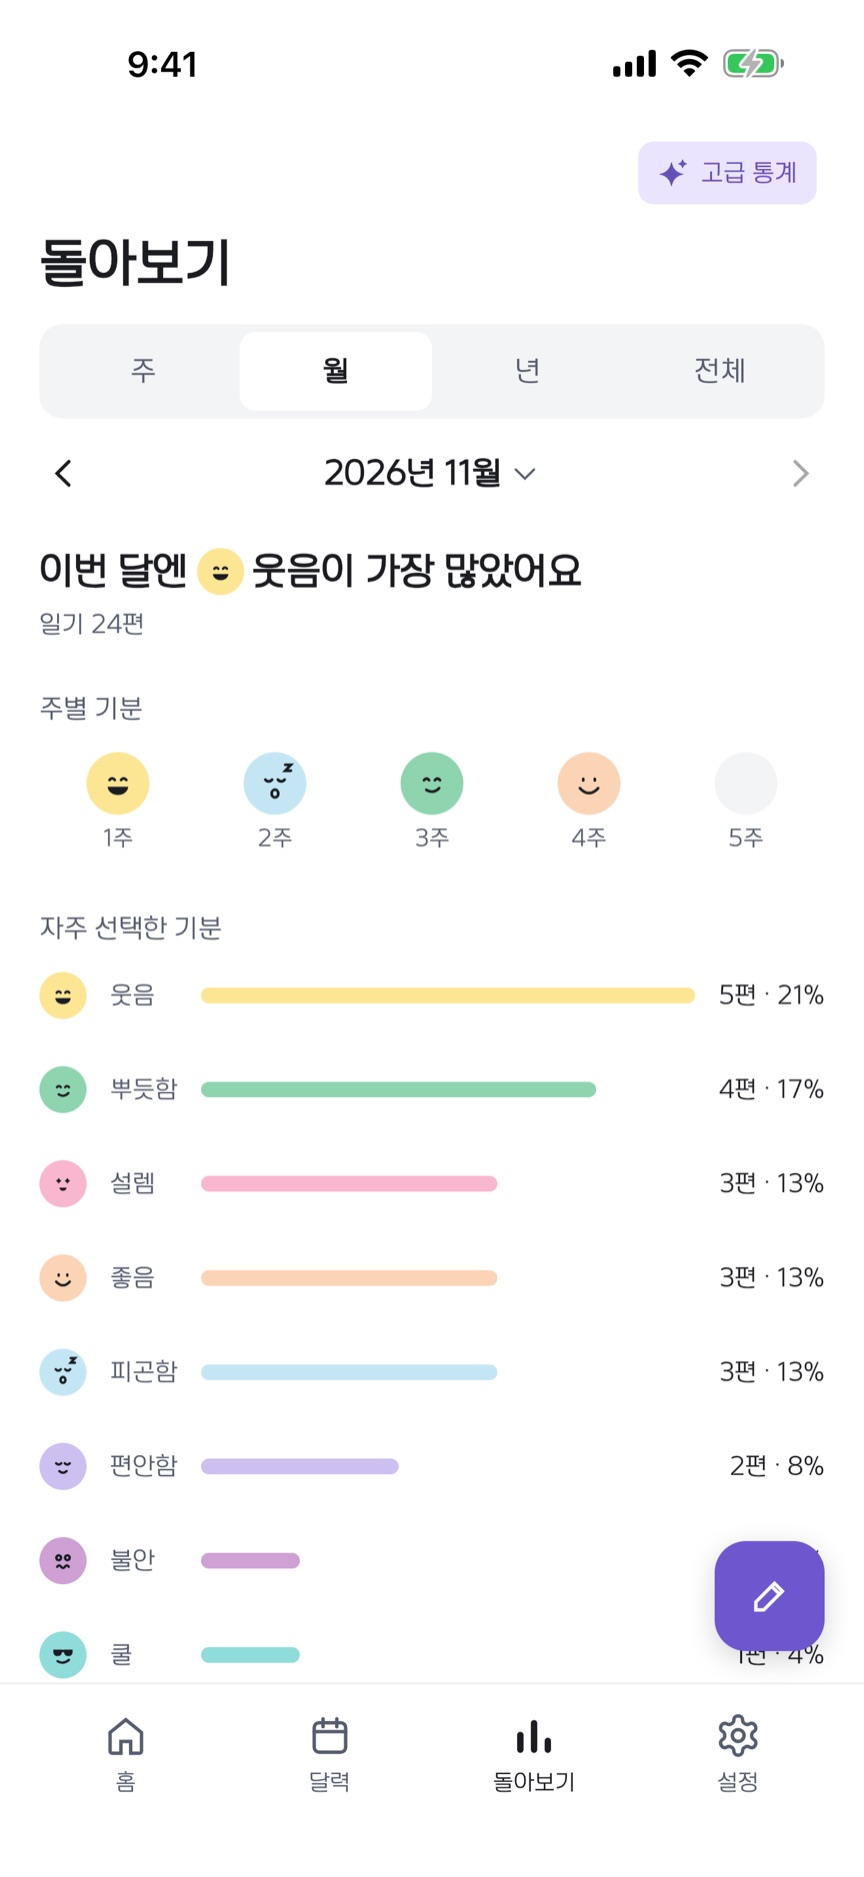 9:41
고급 통계
돌아보기
주 월 년 전체
2026년 11월
이번 달엔 웃음이 가장 많았어요
일기 24편
주별 기분
1주 2주 3주 4주 5주
자주 선택한 기분
웃음 5편 · 21%
뿌듯함 4편 · 17%
설렘 3편 · 13%
좋음 3편 · 13%
피곤함 3편 · 13%
편안함 2편 · 8%
불안
쿨 1편 · 4%
홈 달력 돌아보기 설정